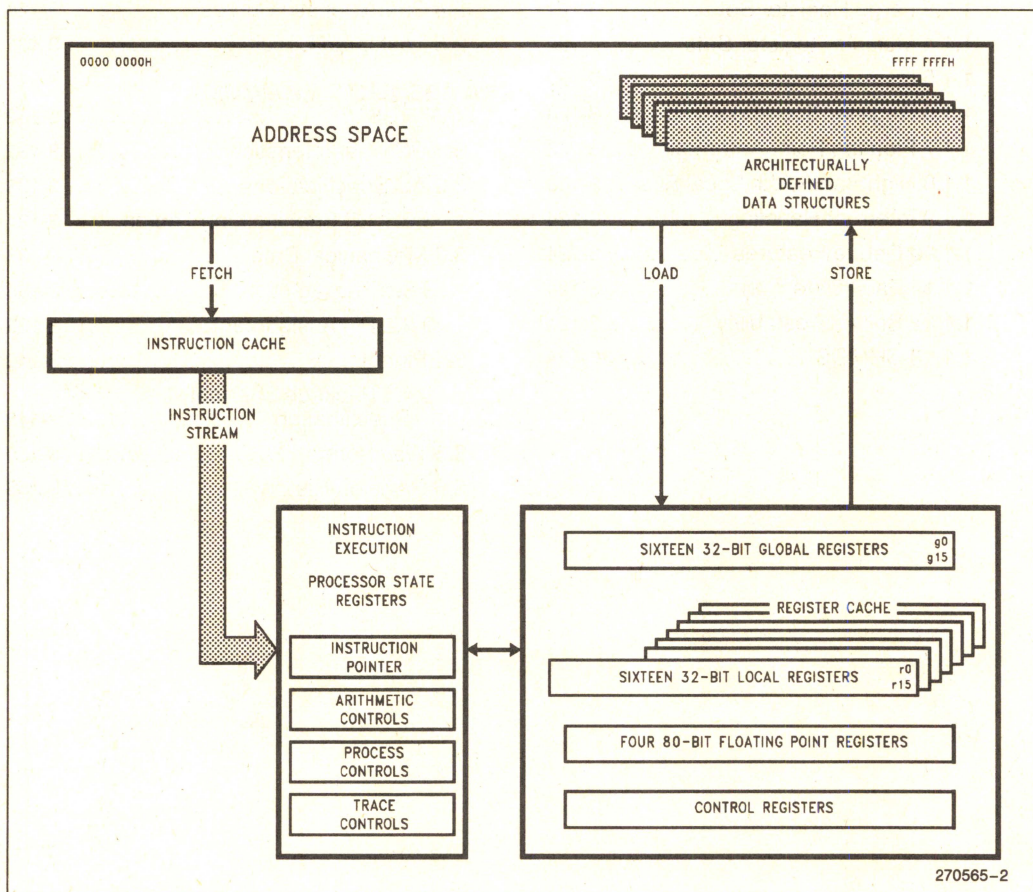 0000 0000H
FFFF FFFFH
ADDRESS SPACE
ARCHITECTURALLY
DEFINED
DATA STRUCTURES
FETCH
LOAD
STORE
INSTRUCTION CACHE
INSTRUCTION
STREAM
INSTRUCTION
EXECUTION
PROCESSOR STATE
REGISTERS
INSTRUCTION
POINTER
ARITHMETIC
CONTROLS
PROCESS
CONTROLS
TRACE
CONTROLS
SIXTEEN 32-BIT GLOBAL REGISTERS
g0
g15
REGISTER CACHE
SIXTEEN 32-BIT LOCAL REGISTERS
r0
r15
FOUR 80-BIT FLOATING POINT REGISTERS
CONTROL REGISTERS
270565-2